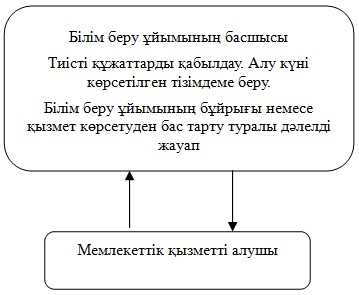 Білім беру ұйымының басшысы
Тиісті құжаттарды қабылдау. Алу күні
көрсетілген тізімдеме беру.
Білім беру ұйымының бұйрығы немесе
қызмет көрсетуден бас тарту туралы дәлелді
жауап
Мемлекеттік қызметті алушы